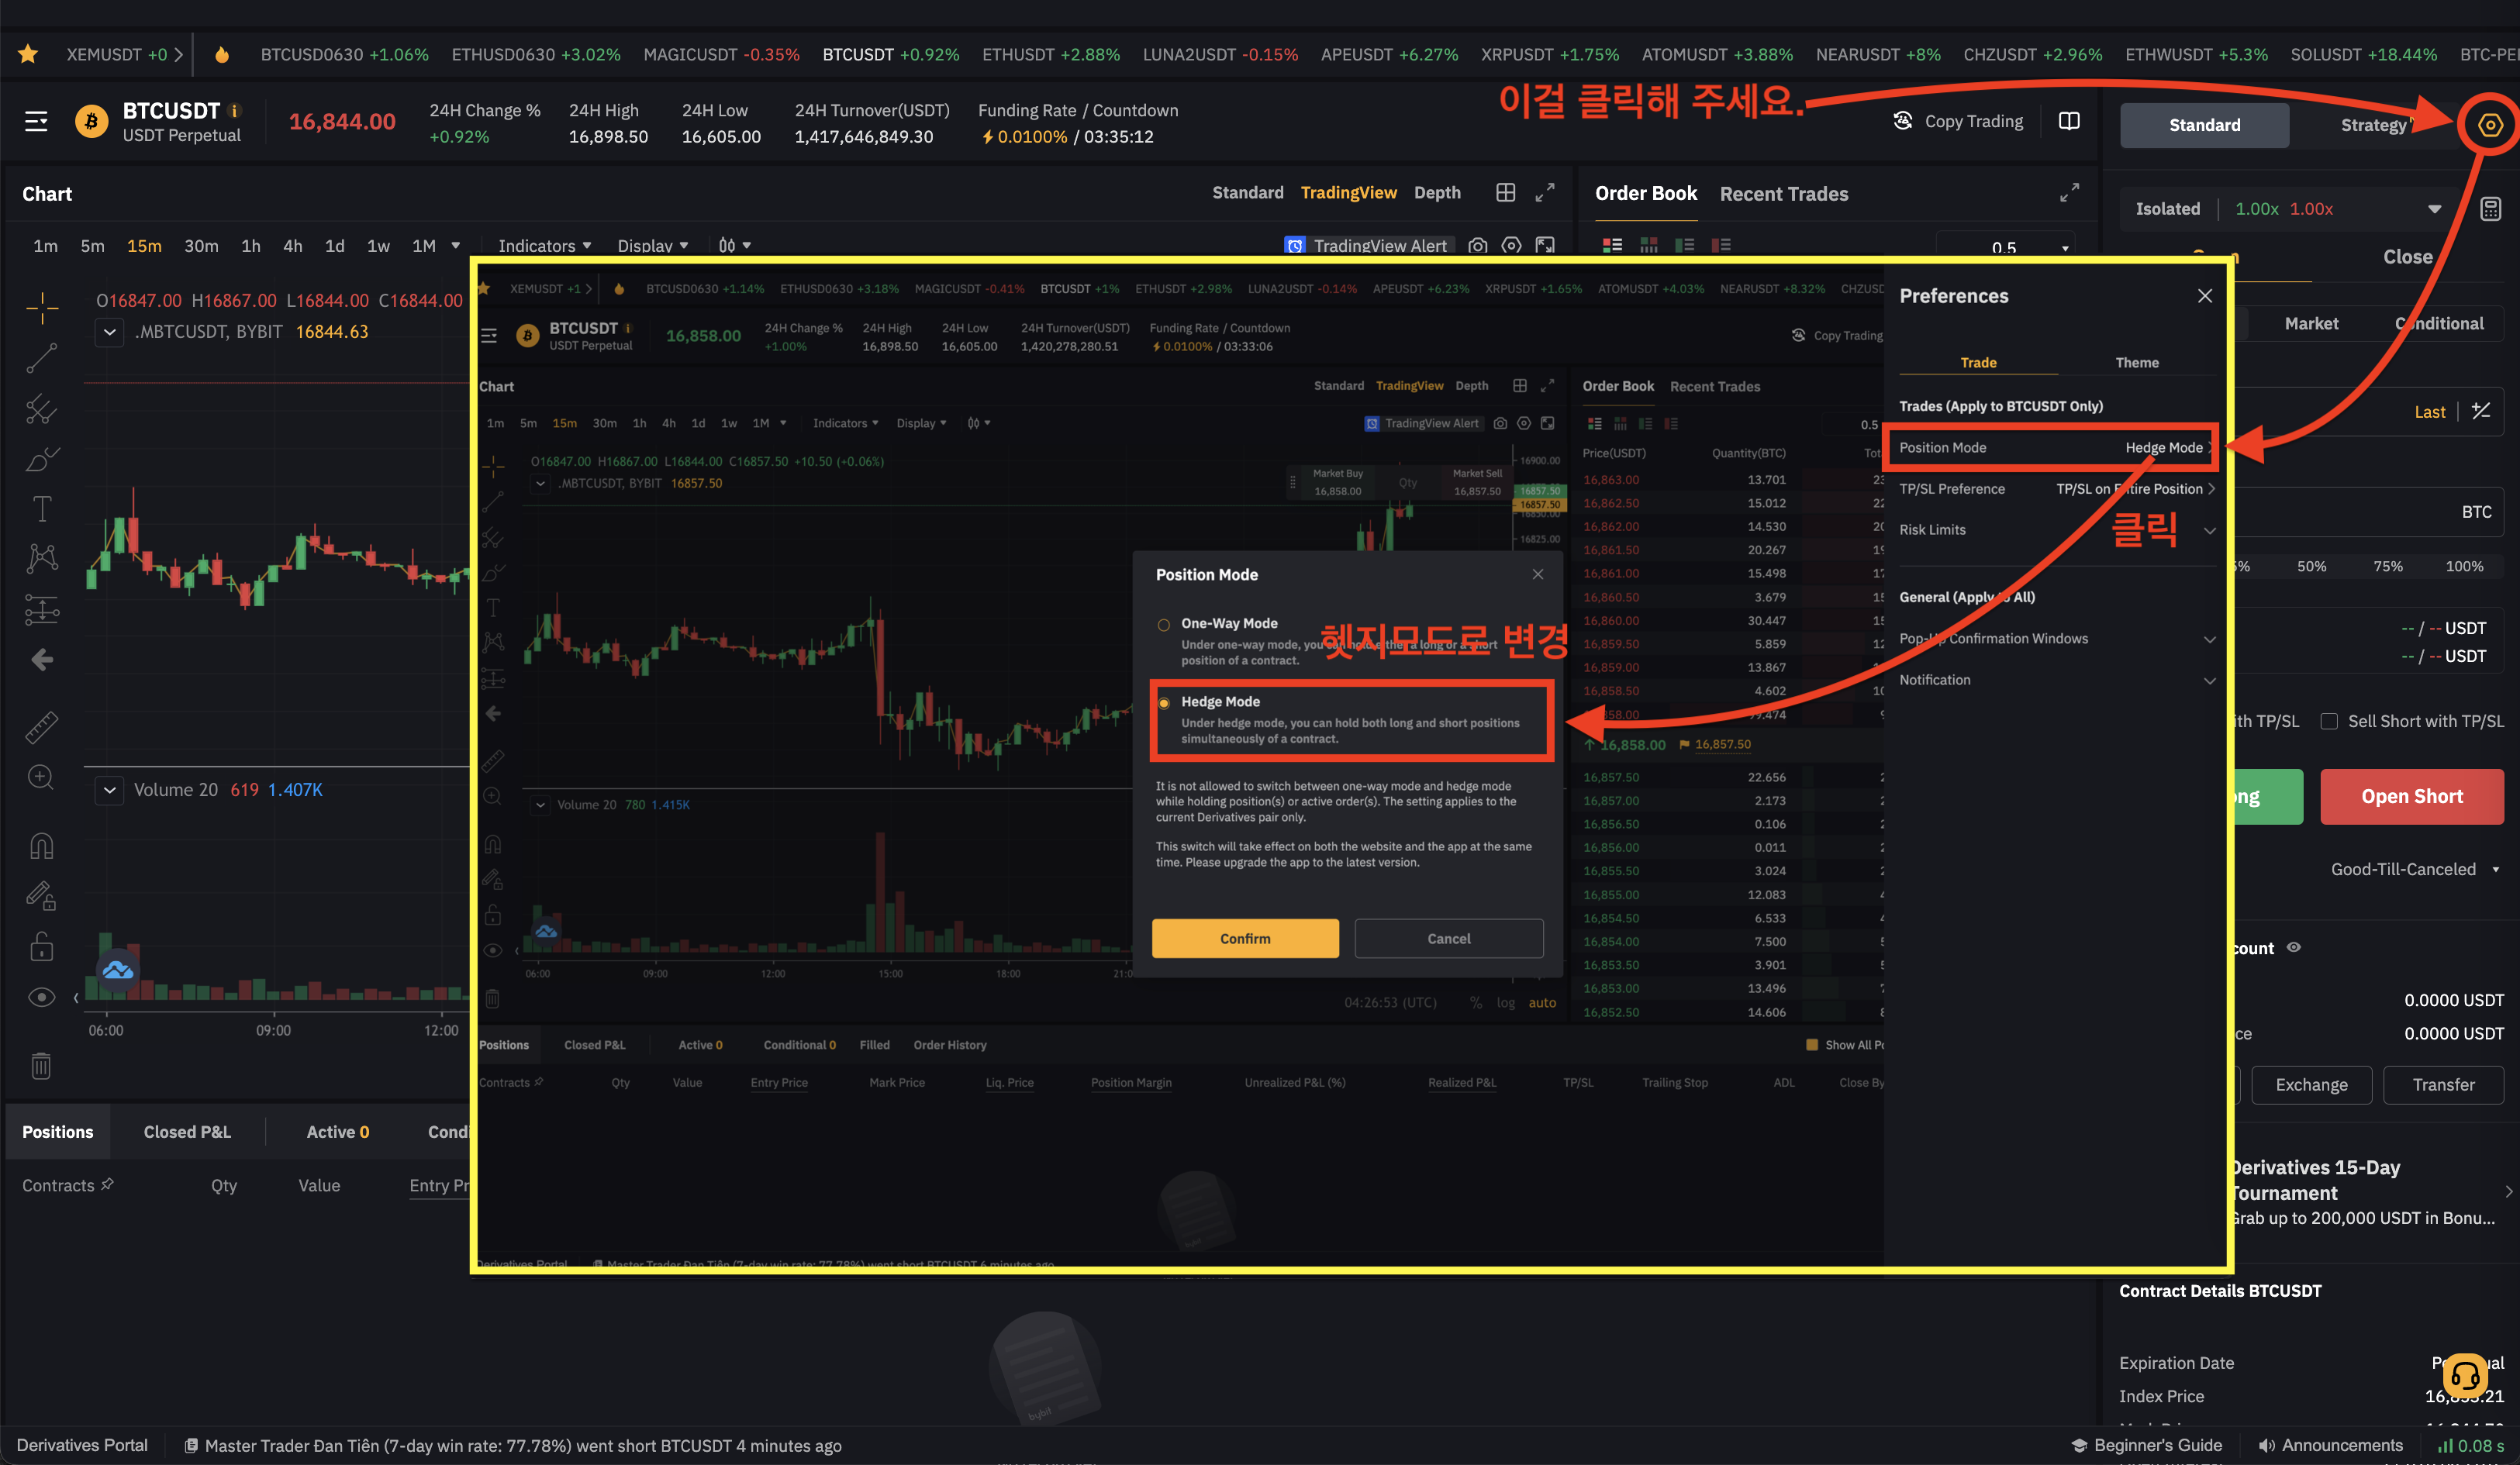 XEMUSDT +0
BTCUSD0630 +1.06% ETHUSD0630 +3.02% MAGICUSDT -0.35% BTCUSDT +0.92% ETHUSDT +2.88% LUNA2USDT -0.15% APEUSDT +6.27% XRPUSDT +1.75% ATOMUSDT +3.88% NEARUSDT +8% CHZUSDT +2.96% ETHWUSDT +5.3% SOLUSDT +18.44%
이걸 클릭해 주세요.
BTCUSDT
USDT Perpetual
16,844.00
24H Change %
+0.92%
24H High
16,898.50
24H Low
16,605.00
24H Turnover(USDT)
1,417,646,849.30
Funding Rate / Countdown
0.0100% / 03:35:12
Copy Trading
Standard Strategy
Chart
Standard TradingView Depth
Order Book Recent Trades
Isolated 1.00x 1.00x
1m 5m 15m 30m 1h 4h 1d 1w 1M Indicators Display
TradingView Alert
0.5
Close
O16847.00 H16867.00 L16844.00 C16844.00
.MBTCUSDT, BYBIT 16844.63
Volume 20 619 1.407K
06:00 09:00 12:00
XEMUSDT +1
BTCUSD0630 +1.14% ETHUSD0630 +3.18% MAGICUSDT -0.41% BTCUSDT +1% ETHUSDT +2.98% LUNA2USDT -0.14% APEUSDT +6.23% XRPUSDT +1.65% ATOMUSDT +4.03% NEARUSDT +8.32% CHZUSD
BTCUSDT
USDT Perpetual
16,858.00
24H Change %
+1.00%
24H High
16,898.50
24H Low
16,605.00
24H Turnover(USDT)
1,420,278,280.51
Funding Rate / Countdown
0.0100% / 03:33:06
Copy Trading
Chart
Standard TradingView Depth
Order Book Recent Trades
1m 5m 15m 30m 1h 4h 1d 1w 1M Indicators Display
TradingView Alert
0.5
O16847.00 H16867.00 L16844.00 C16857.50 +10.50 (+0.06%)
.MBTCUSDT, BYBIT 16857.50
Market Buy
16,858.00
Qty
Market Sell
16,857.50
16900.00
16857.50
16857.50
16825.00
Price(USDT) Quantity(BTC)
16,863.00 13.701
16,862.50 15.012
16,862.00 14.530
16,861.50 20.267
16,861.00 15.498
16,860.50 3.679
16,860.00 30.447
16,859.50 5.859
16,859.00 13.867
16,858.50 4.602
16,858.00 16,857.50
16,857.50 22.656
16,857.00 2.173
16,856.50 0.106
16,856.00 0.011
16,855.50 3.024
16,855.00 12.083
16,854.50 6.533
16,854.00 7.500
16,853.50 3.901
16,853.00 13.496
16,852.50 14.606
Volume 20 780 1.415K
06:00 09:00 12:00 15:00 18:00
04:26:53 (UTC) % log auto
Position Mode
One-Way Mode
Under one-way mode, you can hold either a long or a short
position of a contract.
헷지모드로 변경
Hedge Mode
Under hedge mode, you can hold both long and short positions
simultaneously of a contract.
It is not allowed to switch between one-way mode and hedge mode
while holding position(s) or active order(s). The setting applies to the
current Derivatives pair only.
This switch will take effect on both the website and the app at the same
time. Please upgrade the app to the latest version.
Confirm Cancel
Preferences
Trade Theme
Trades (Apply to BTCUSDT Only)
Position Mode Hedge Mode
TP/SL Preference TP/SL on Entire Position
클릭
Risk Limits
General (Apply to All)
Pop-Up Confirmation Windows
Notification
Positions Closed P&L Active 0 Conditional 0 Filled Order History
Contracts Qty Value Entry Price Mark Price Liq. Price Position Margin Unrealized P&L (%) Realized P&L TP/SL Trailing Stop ADL Close By
Derivatives Portal
Master Trader Đan Tiên (7-day win rate: 77.78%) went short BTCUSDT 6 minutes ago
Market Conditional
Last
BTC
50% 75% 100%
-- / -- USDT
-- / -- USDT
Sell Short with TP/SL
Open Short
Good-Till-Canceled
0.0000 USDT
0.0000 USDT
Exchange Transfer
Derivatives 15-Day
Tournament
Grab up to 200,000 USDT in Bonu...
Contract Details BTCUSDT
Expiration Date
Index Price
Positions Closed P&L Active 0
Contracts Qty Value
bybit
Derivatives Portal
Master Trader Đan Tiên (7-day win rate: 77.78%) went short BTCUSDT 4 minutes ago
Beginner's Guide Announcements 0.08 s